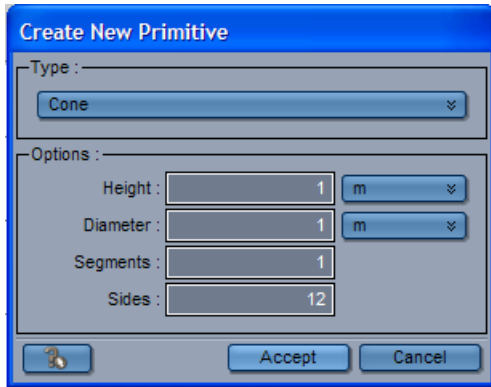 Create New Primitive
Type :
Cone
Options :
Height : 1 m
Diameter : 1 m
Segments : 1
Sides : 12
Accept Cancel